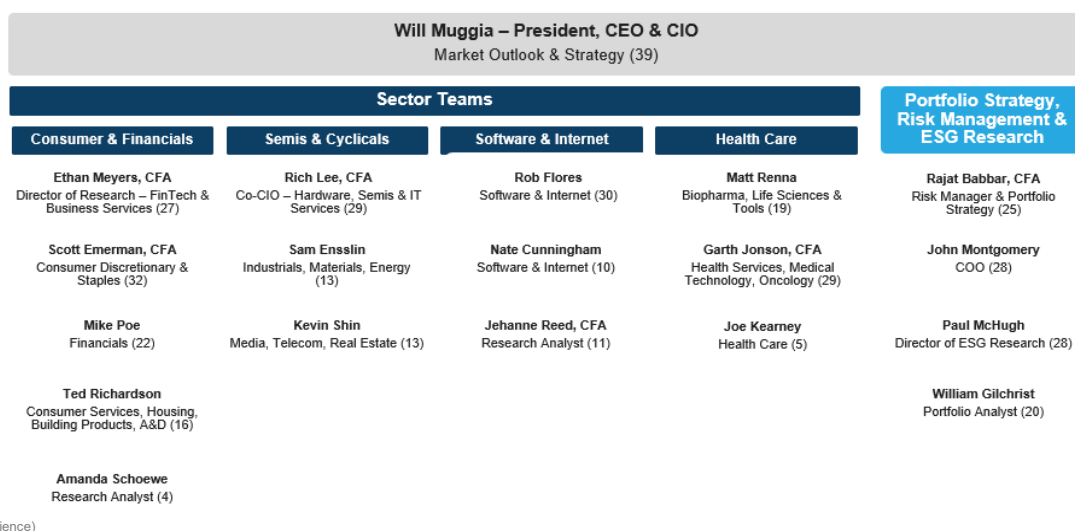 Will Muggia – President, CEO & CIO
Market Outlook & Strategy (39)
Sector Teams
Portfolio Strategy,
Risk Management &
ESG Research
Consumer & Financials
Semis & Cyclicals
Software & Internet
Health Care
Ethan Meyers, CFA
Director of Research – FinTech &
Business Services (27)
Rich Lee, CFA
Co-CIO – Hardware, Semis & IT
Services (29)
Rob Flores
Software & Internet (30)
Matt Renna
Biopharma, Life Sciences &
Tools (19)
Rajat Babbar, CFA
Risk Manager & Portfolio
Strategy (25)
Scott Emerman, CFA
Consumer Discretionary &
Staples (32)
Sam Ensslin
Industrials, Materials, Energy
(13)
Nate Cunningham
Software & Internet (10)
Garth Jonson, CFA
Health Services, Medical
Technology, Oncology (29)
John Montgomery
COO (28)
Mike Poe
Financials (22)
Kevin Shin
Media, Telecom, Real Estate (13)
Jehanne Reed, CFA
Research Analyst (11)
Joe Kearney
Health Care (5)
Paul McHugh
Director of ESG Research (28)
Ted Richardson
Consumer Services, Housing,
Building Products, A&D (16)
William Gilchrist
Portfolio Analyst (20)
Amanda Schoewe
Research Analyst (4)
ience)